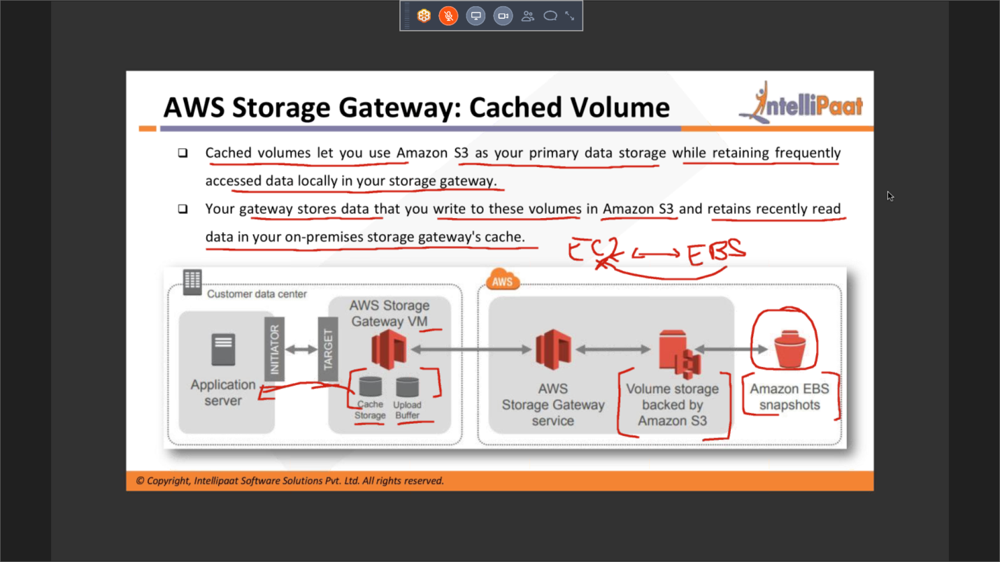 AWS Storage Gateway: Cached Volume
IntelliPaat
Cached volumes let you use Amazon S3 as your primary data storage while retaining frequently
accessed data locally in your storage gateway.
Your gateway stores data that you write to these volumes in Amazon S3 and retains recently read
data in your on-premises storage gateway's cache.
EC2 EBS
AWS
Customer data center
AWS Storage
Gateway VM
INITIATOR
TARGET
Application
server
Cache
Storage
Upload
Buffer
AWS
Storage Gateway
service
Volume storage
backed by
Amazon S3
Amazon EBS
snapshots
© Copyright, Intellipaat Software Solutions Pvt. Ltd. All rights reserved.